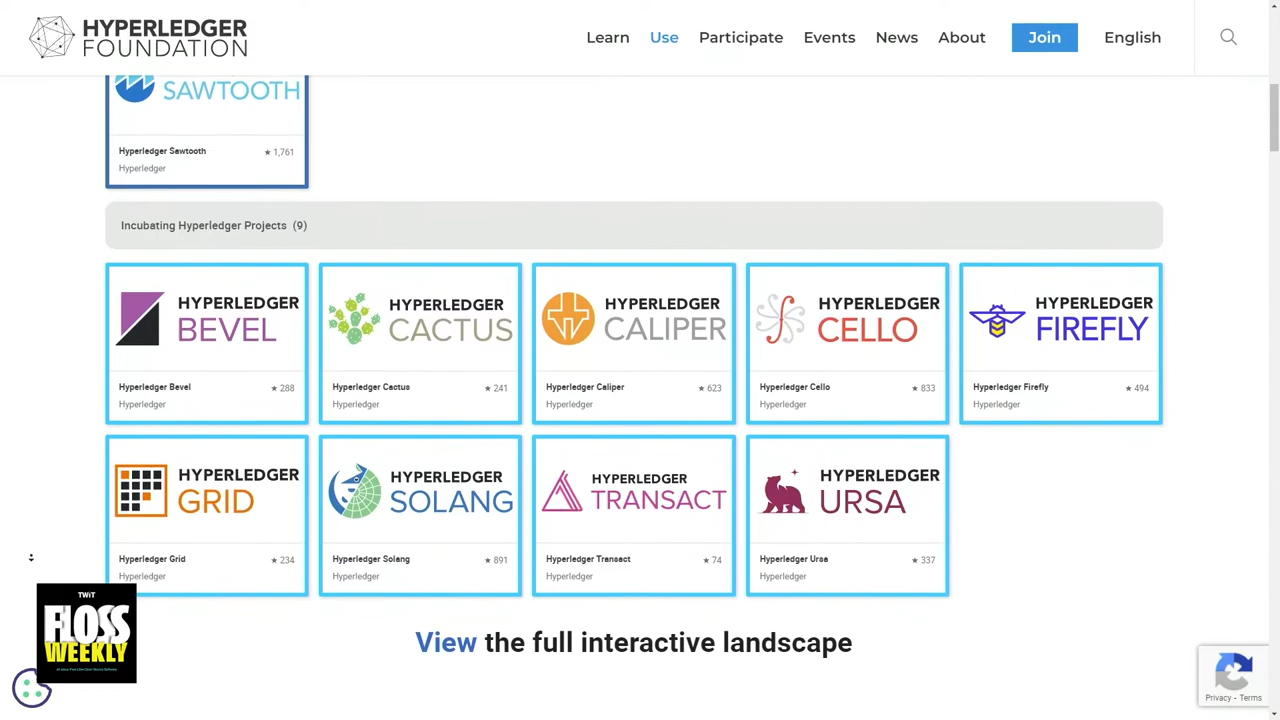 HYPERLEDGER
FOUNDATION
Learn Use Participate Events News About Join English
SAWTOOTH
Hyperledger Sawtooth ★ 1,761
Hyperledger
Incubating Hyperledger Projects (9)
HYPERLEDGER
BEVEL
Hyperledger Bevel ★ 288
Hyperledger
HYPERLEDGER
CACTUS
Hyperledger Cactus ★ 241
Hyperledger
HYPERLEDGER
CALIPER
Hyperledger Caliper ★ 623
Hyperledger
HYPERLEDGER
CELLO
Hyperledger Cello ★ 833
Hyperledger
HYPERLEDGER
FIREFLY
Hyperledger Firefly ★ 494
Hyperledger
HYPERLEDGER
GRID
Hyperledger Grid ★ 234
Hyperledger
HYPERLEDGER
SOLANG
Hyperledger Solang ★ 891
Hyperledger
HYPERLEDGER
TRANSACT
Hyperledger Transact ★ 74
Hyperledger
HYPERLEDGER
URSA
Hyperledger Ursa ★ 337
Hyperledger
TWiT
FLOSS
WEEKLY
View the full interactive landscape
Privacy - Terms